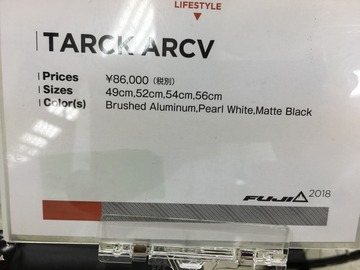 LIFESTYLE
TARCK ARCV
Prices ¥86,000 (税別)
Sizes 49cm,52cm,54cm,56cm
Color(s) Brushed Aluminum,Pearl White,Matte Black
FUJI 2018